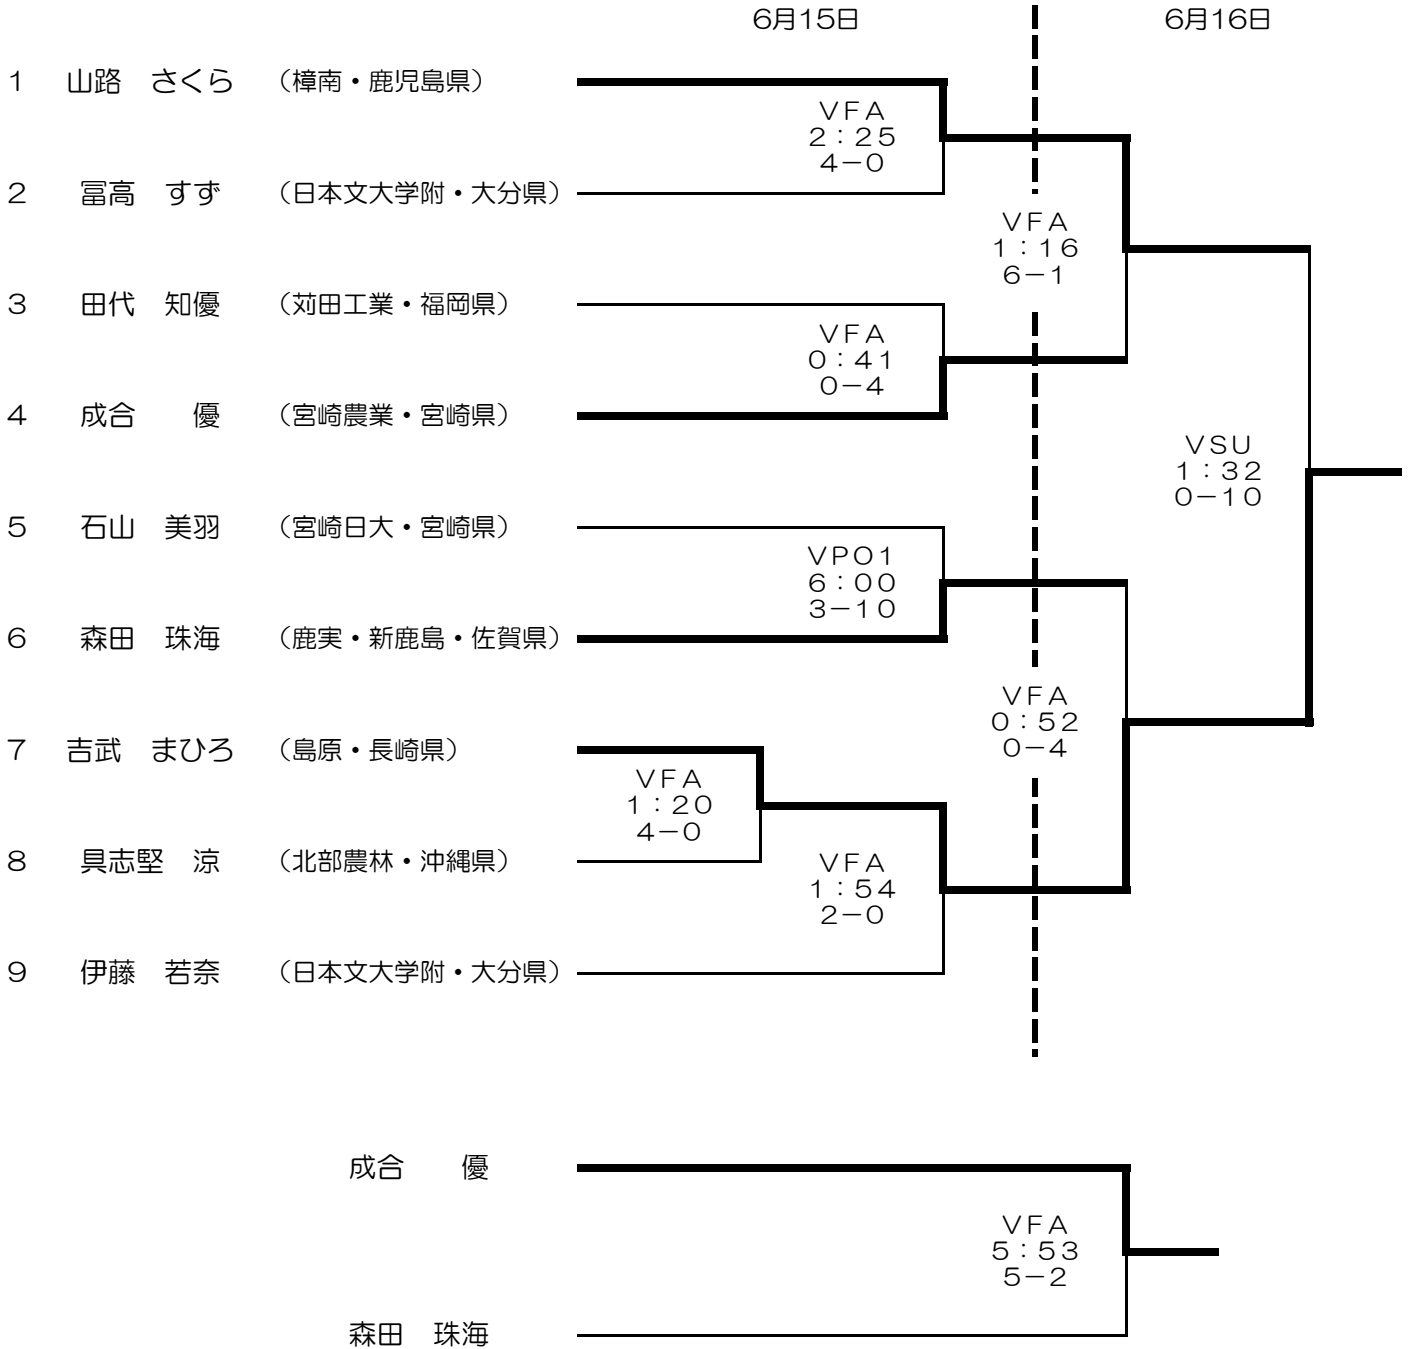 6月15日 6月16日
1 山路 さくら （樟南・鹿児島県）
VFA
2：25
4－0
2 冨高 すず （日本文大学附・大分県）
VFA
1：16
6－1
3 田代 知優 （苅田工業・福岡県）
VFA
0：41
0－4
4 成合 優 （宮崎農業・宮崎県）
VSU
1：32
0－10
5 石山 美羽 （宮崎日大・宮崎県）
VPO1
6：00
3－10
6 森田 珠海 （鹿実・新鹿島・佐賀県）
VFA
0：52
0－4
7 吉武 まひろ （島原・長崎県）
VFA
1：20
4－0
8 具志堅 涼 （北部農林・沖縄県）
VFA
1：54
2－0
9 伊藤 若奈 （日本文大学附・大分県）
成合 優
VFA
5：53
5－2
森田 珠海